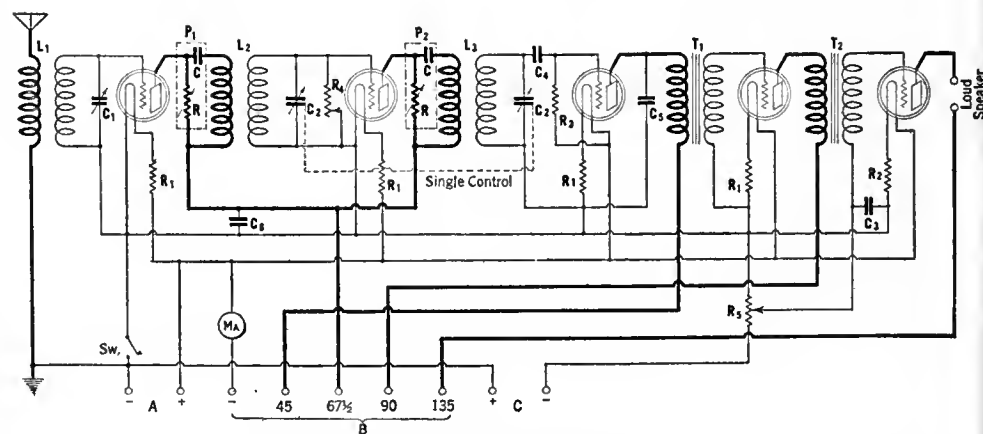 L1 P1 L2 P2 L3 T1 T2
C C C4
C1 R C2 R4 R C2 R3 C5 Loud Speaker
R1 R1 Single Control R1 R1 R2
C6 C3
MA R5
Sw.
- A + - 45 67½ 90 135 + C -
B